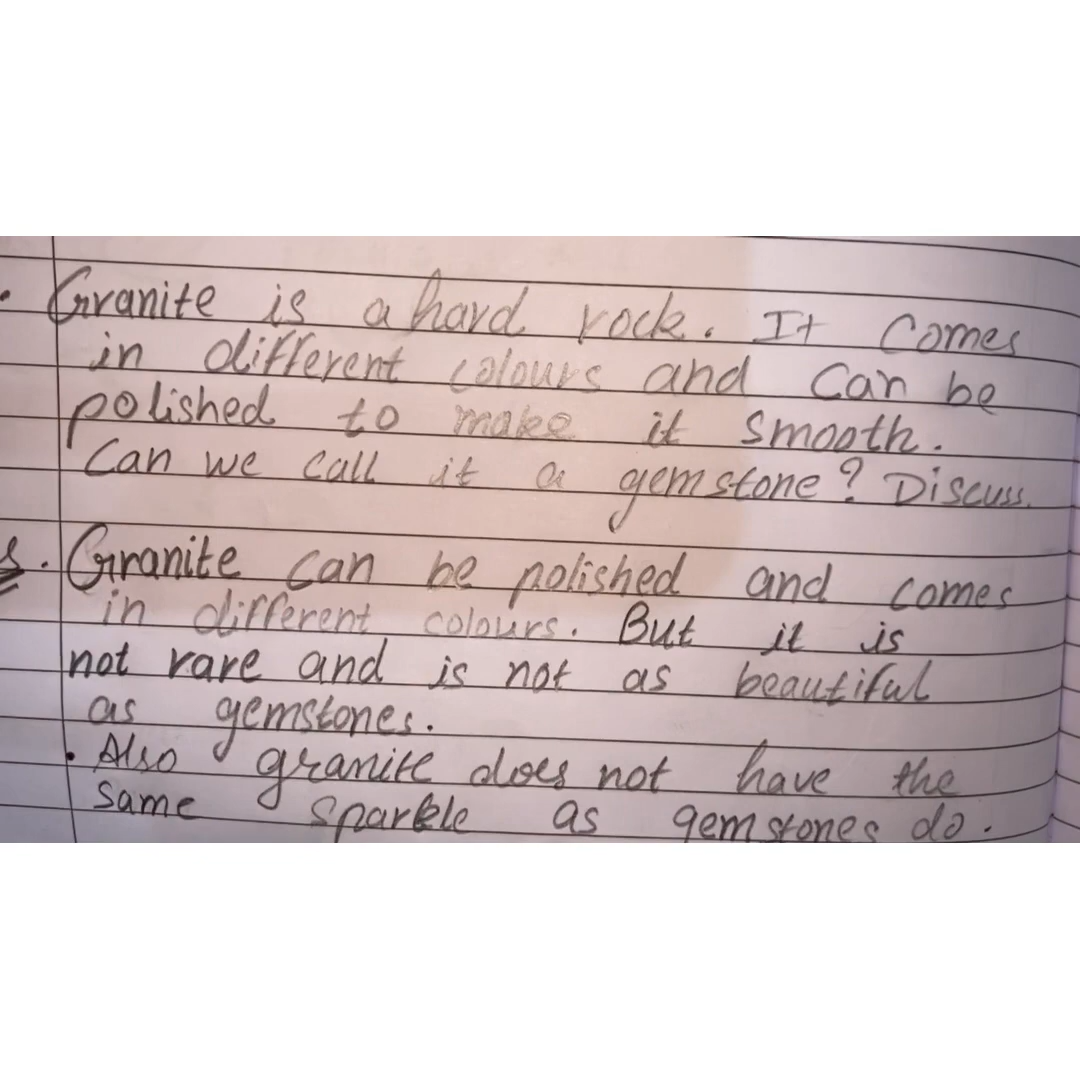 . Granite is a hard rock. It comes
in different colours and can be
polished to make it smooth.
Can we call it a gemstone? Discuss.
s. Granite can be polished and comes
in different colours. But it is
not rare and is not as beautiful
as gemstones.
. Also granite does not have the
same sparkle as gemstones do.